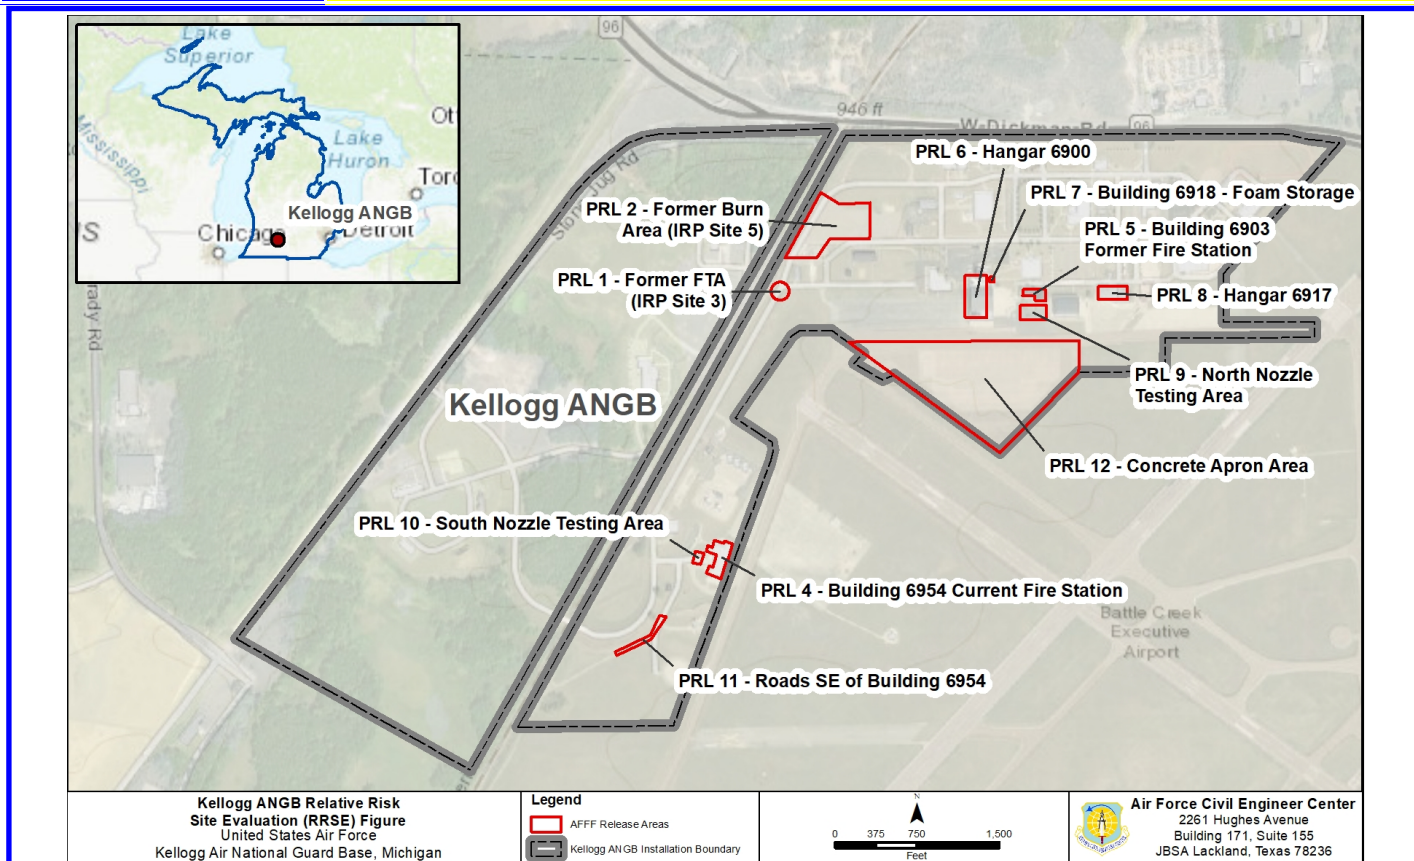 Lake
Superior
Mississippi
Lake
Huron
Ot
Toro
Kellogg ANGB
Chicago
Detroit
96
946 ft
W Dickman Rd
96
PRL 6 - Hangar 6900
PRL 7 - Building 6918 - Foam Storage
PRL 2 - Former Burn
Area (IRP Site 5)
PRL 5 - Building 6903
Former Fire Station
PRL 1 - Former FTA
(IRP Site 3)
PRL 8 - Hangar 6917
rady Rd
PRL 9 - North Nozzle
Testing Area
Kellogg ANGB
PRL 12 - Concrete Apron Area
PRL 10 - South Nozzle Testing Area
PRL 4 - Building 6954 Current Fire Station
Battle Creek
Executive
Airport
PRL 11 - Roads SE of Building 6954
Kellogg ANGB Relative Risk
Site Evaluation (RRSE) Figure
United States Air Force
Kellogg Air National Guard Base, Michigan
Legend
AFFF Release Areas
Kellogg ANGB Installation Boundary
N
0 375 750 1,500
Feet
Air Force Civil Engineer Center
2261 Hughes Avenue
Building 171, Suite 155
JBSA Lackland, Texas 78236